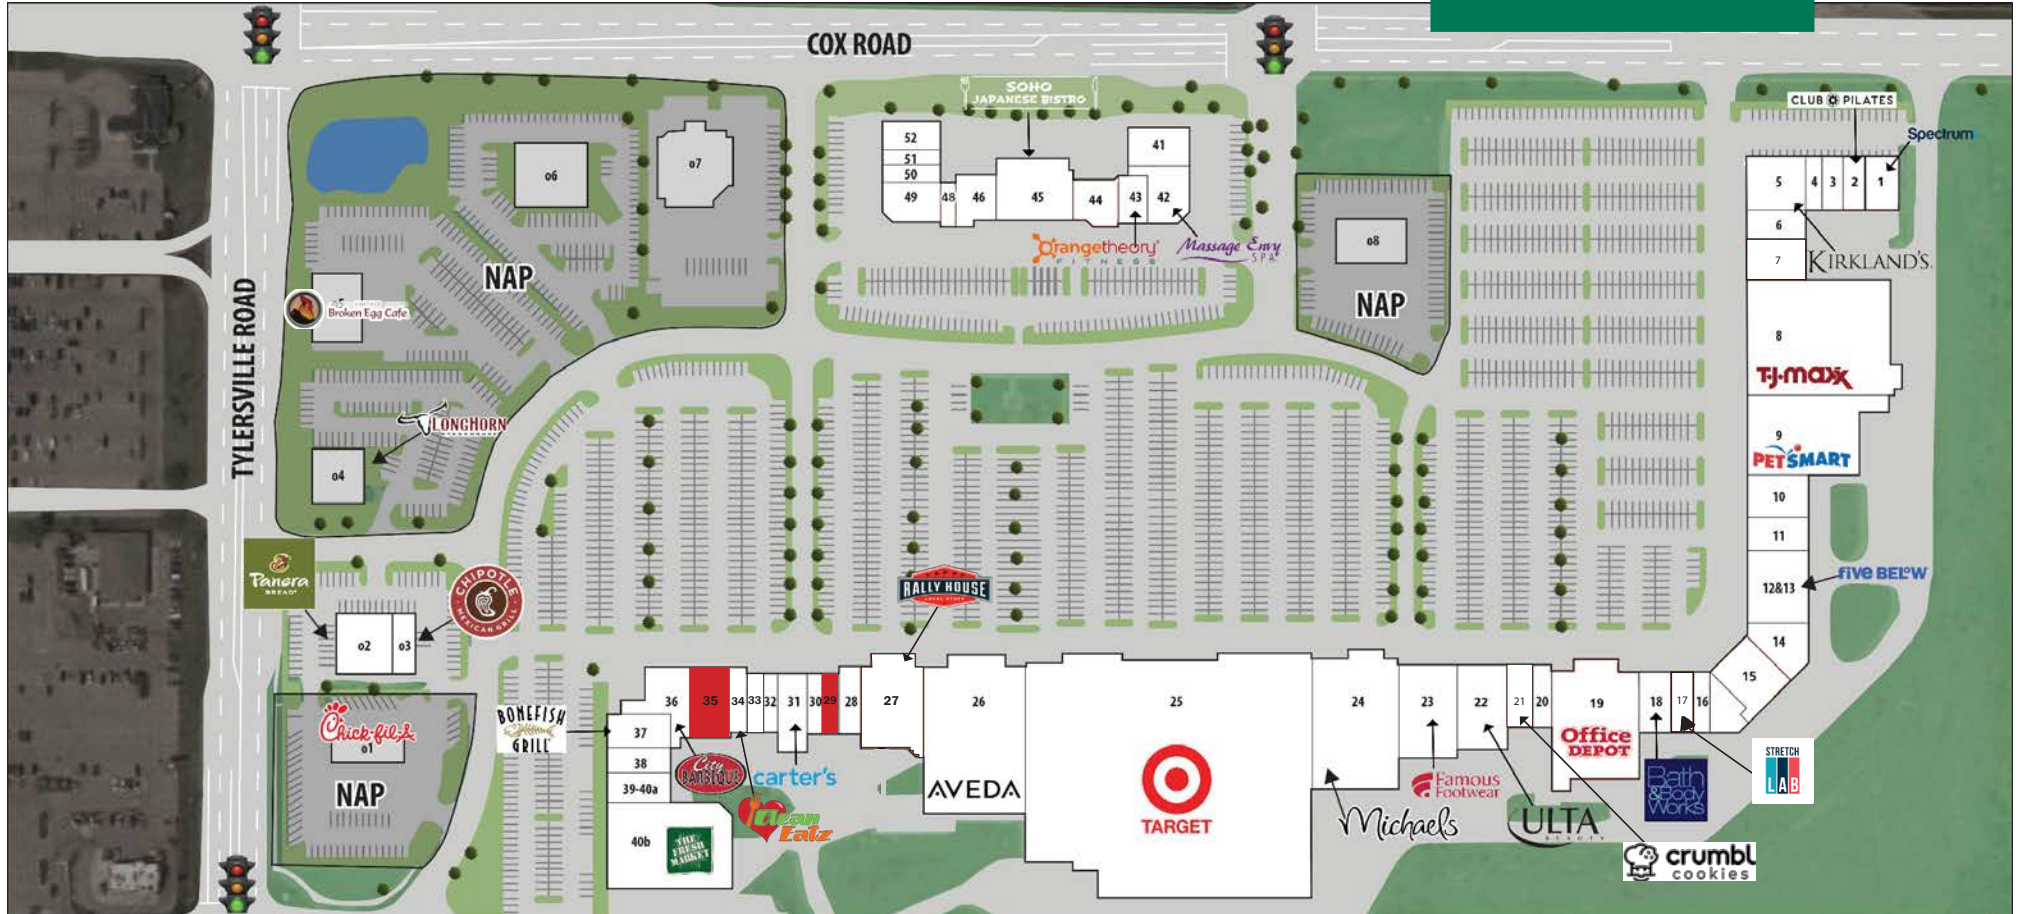 COX ROAD
TYLERSVILLE ROAD
SOHO
JAPANESE BISTRO
CLUB PILATES
Spectrum
52
51
50
49
48
46
45
44
43
42
41
Orangetheory
FITNESS
Massage Envy
SPA
o6
o7
o8
NAP
NAP
5
4
3
2
1
6
7
KIRKLAND'S
8
T.J.maxx
9
PETSMART
10
11
12&13
five BEL°W
14
15
o5
Broken Egg Cafe
LONGHORN
o4
Panera
BREAD
CHIPOTLE
MEXICAN GRILL
o2
o3
Chick-fil-A
o1
NAP
BONEFISH
GRILL
RALLY HOUSE
36
35
34
33
32
31
30
29
28
27
26
25
24
23
22
21
20
19
18
17
16
37
38
39-40a
40b
THE
FRESH
MARKET
City
BARBEQUE
carter's
Clean
Eatz
AVEDA
TARGET
Michaels
Famous
Footwear
ULTA
BEAUTY
Office
DEPOT
Bath
&Body
Works
STRETCH
LAB
crumbl
cookies